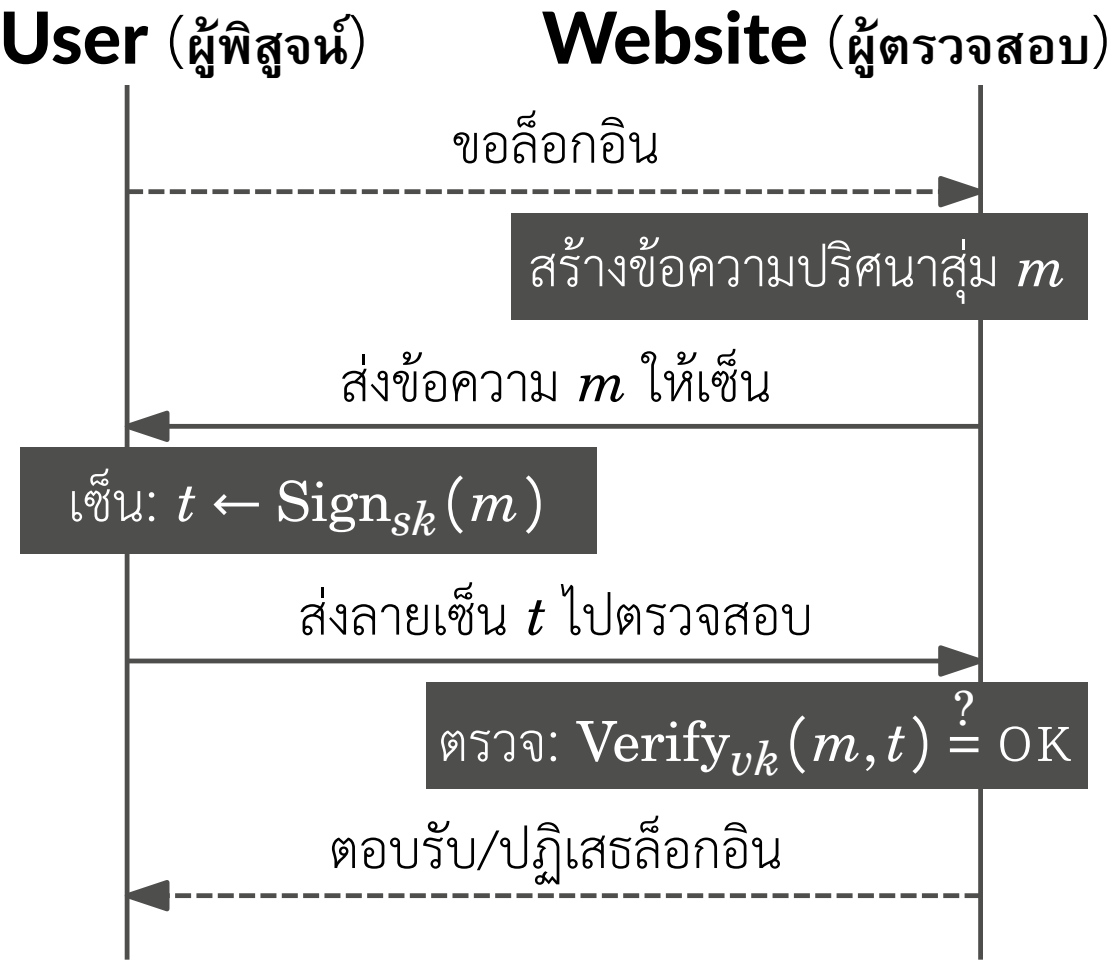 User (ผู้พิสูจน์) Website (ผู้ตรวจสอบ)
ขอล็อกอิน
สร้างข้อความปริศนาสุ่ม m
ส่งข้อความ m ให้เซ็น
เซ็น: t ← Signsk(m)
ส่งลายเซ็น t ไปตรวจสอบ
ตรวจ: Verifyvk(m, t) ≟ OK
ตอบรับ/ปฏิเสธล็อกอิน